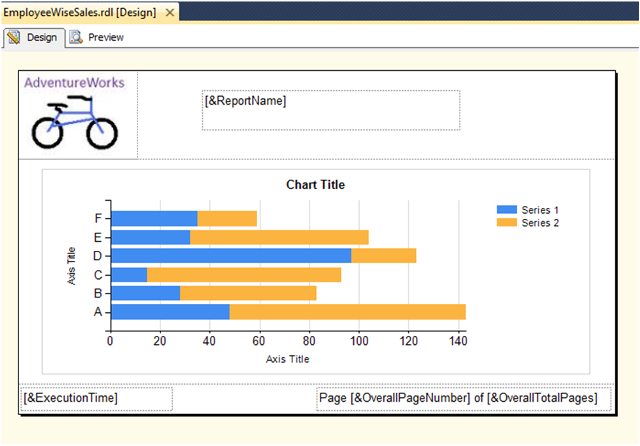 EmployeeWiseSales.rdl [Design]
Design
Preview
AdventureWorks
[&ReportName]
Chart Title
Series 1
Series 2
F
E
D
C
B
A
Axis Title
0 20 40 60 80 100 120 140
Axis Title
[&ExecutionTime]
Page [&OverallPageNumber] of [&OverallTotalPages]